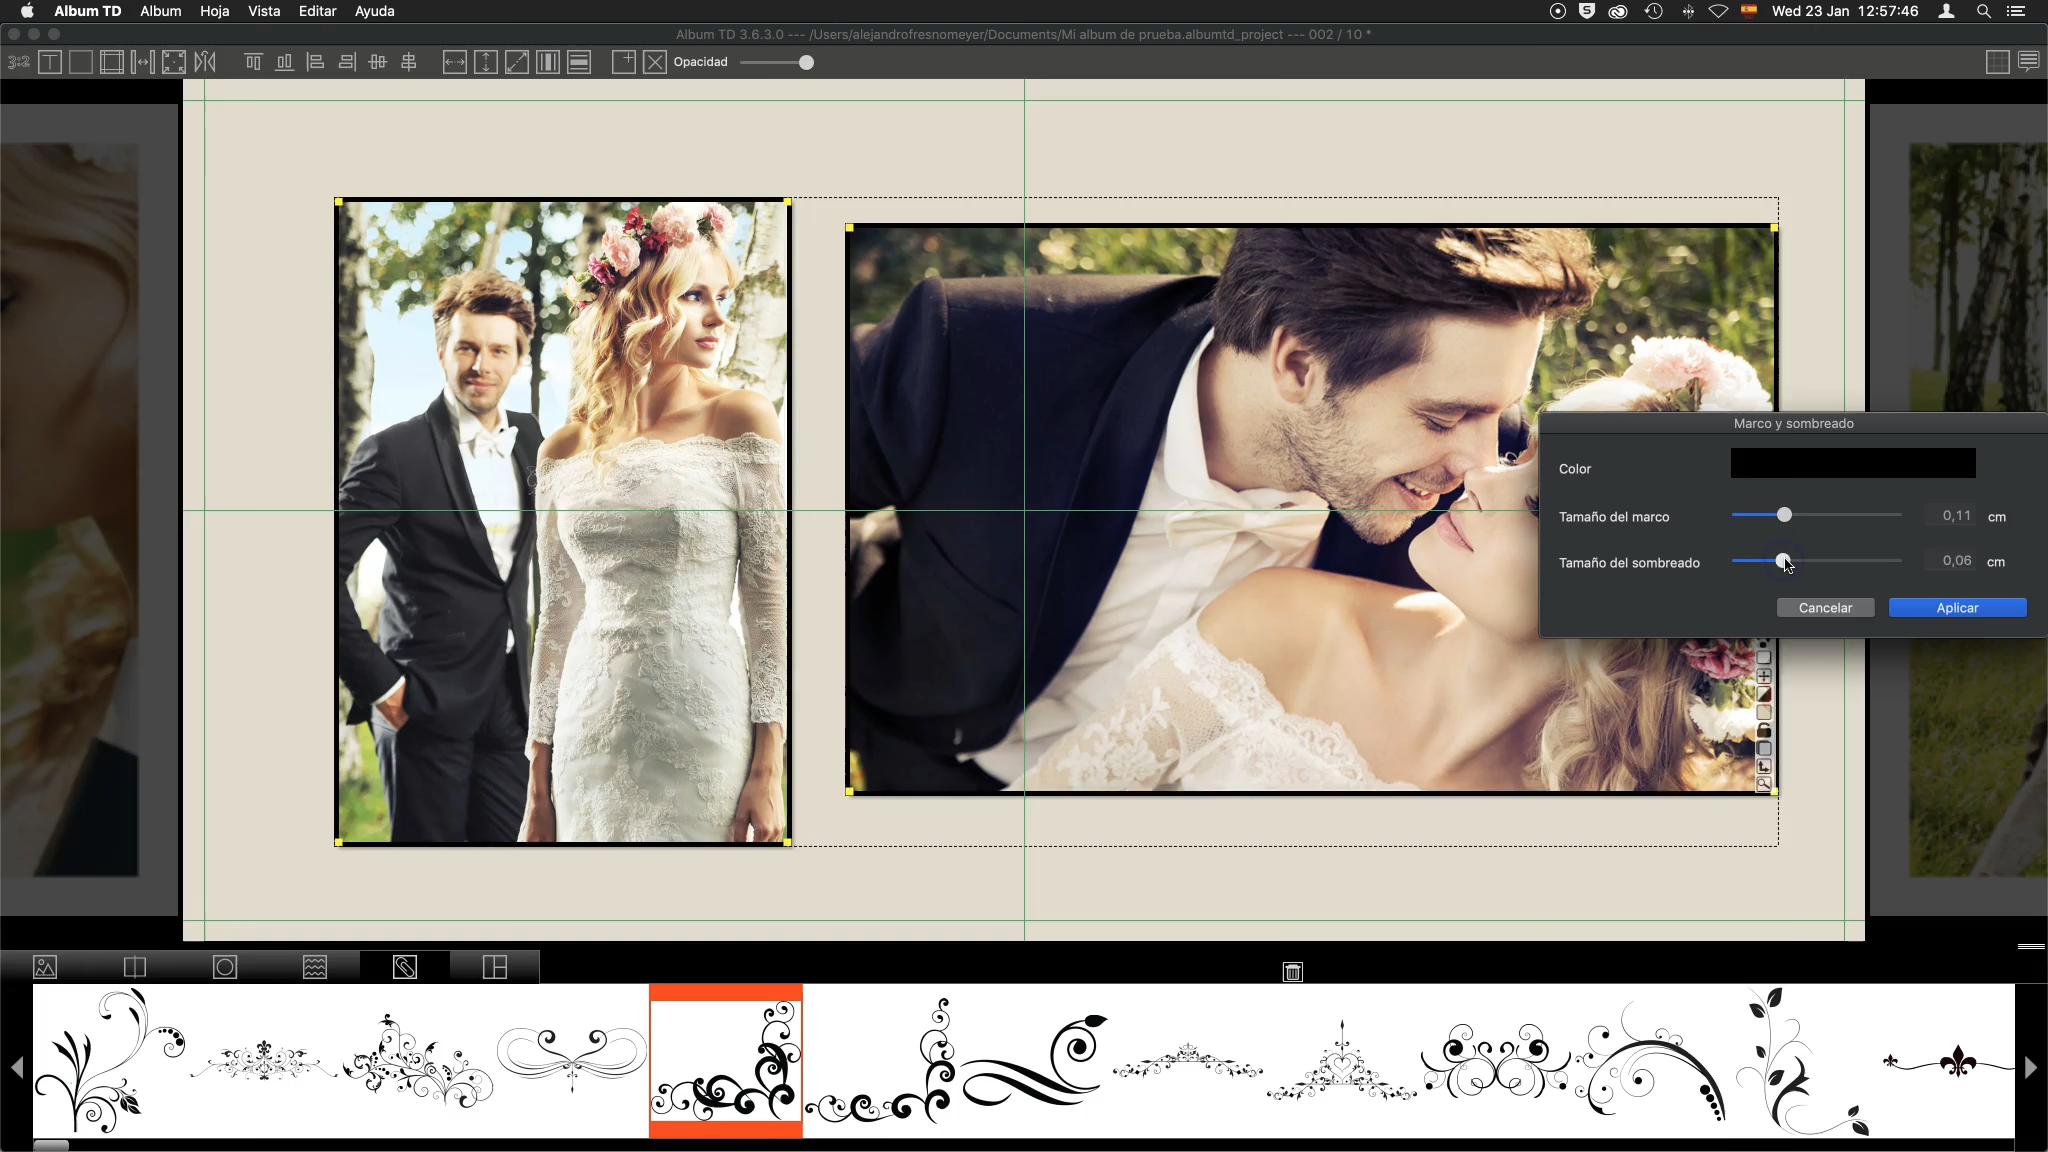 Album TD Album Hoja Vista Editar Ayuda Wed 23 Jan 12:57:46
Album TD 3.6.3.0 --- /Users/alejandrofresnomeyer/Documents/Mi album de prueba.albumtd_project --- 002 / 10 *
3:2 Opacidad
Marco y sombreado
Color
Tamaño del marco 0,11 cm
Tamaño del sombreado 0,06 cm
Cancelar Aplicar